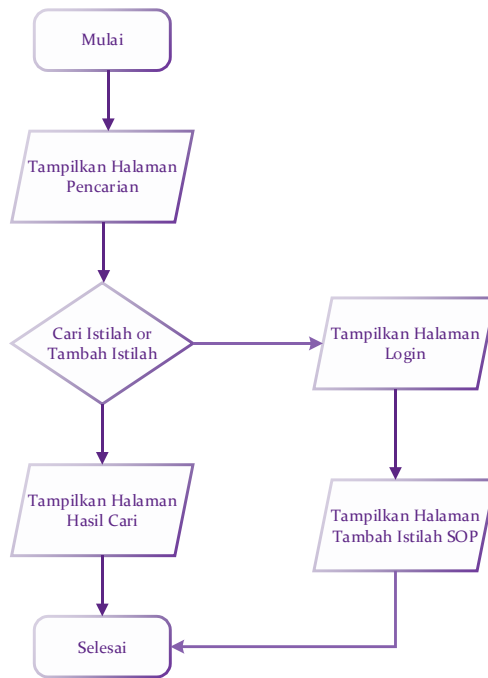 Mulai
Tampilkan Halaman
Pencarian
Cari Istilah or
Tambah Istilah
Tampilkan Halaman
Login
Tampilkan Halaman
Hasil Cari
Tampilkan Halaman
Tambah Istilah SOP
Selesai